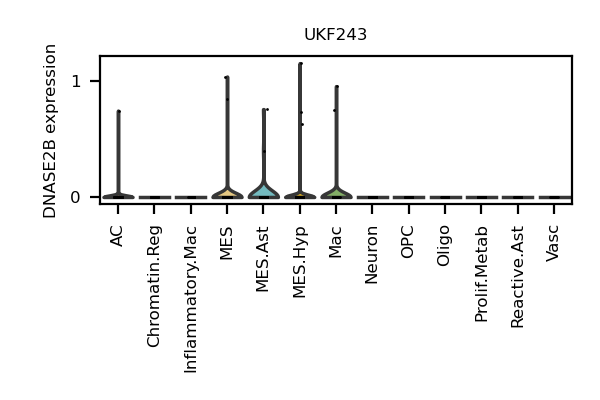 UKF243
DNASE2B expression
1
0
AC
Chromatin.Reg
Inflammatory.Mac
MES
MES.Ast
MES.Hyp
Mac
Neuron
OPC
Oligo
Prolif.Metab
Reactive.Ast
Vasc